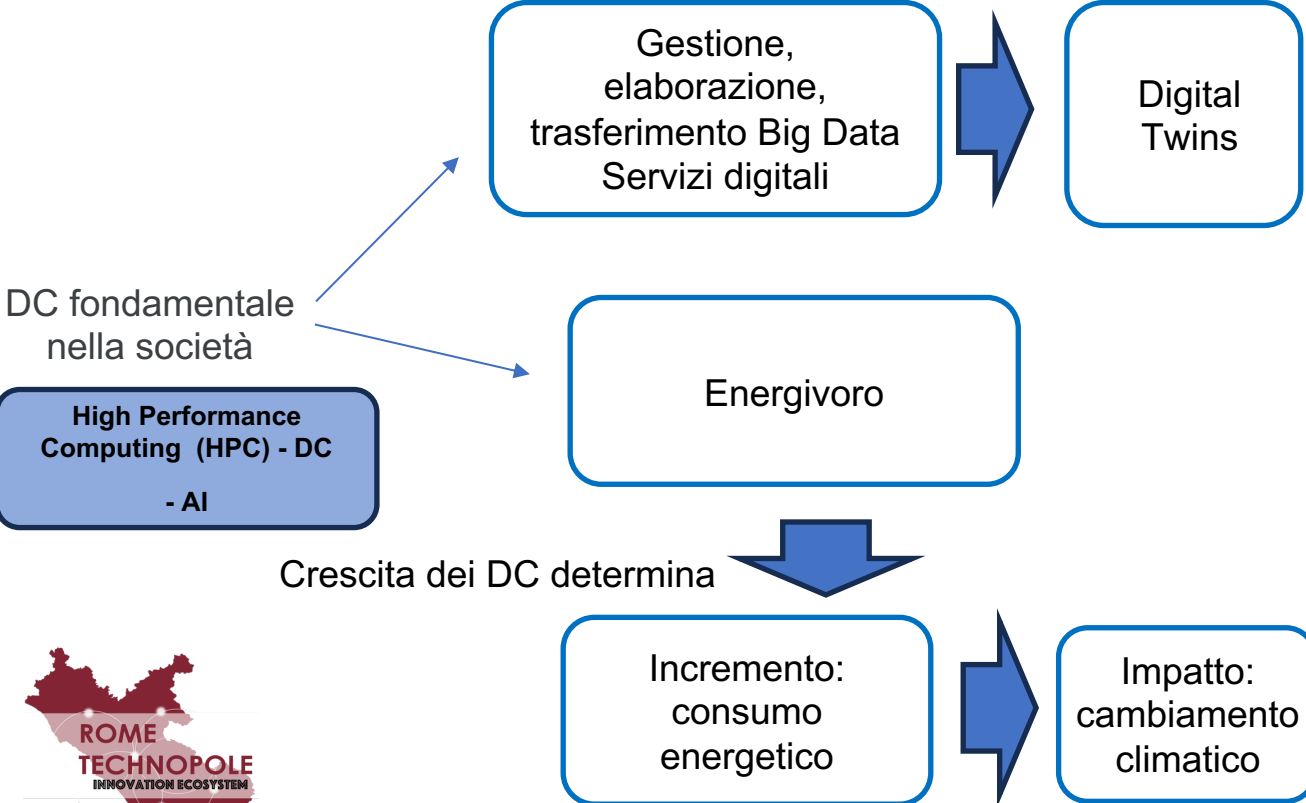 Gestione,
elaborazione,
trasferimento Big Data
Servizi digitali
Digital
Twins
DC fondamentale
nella società
Energivoro
High Performance
Computing (HPC) - DC
- AI
Crescita dei DC determina
Incremento:
consumo
energetico
Impatto:
cambiamento
climatico
ROME
TECHNOPOLE
INNOVATION ECOSYSTEM